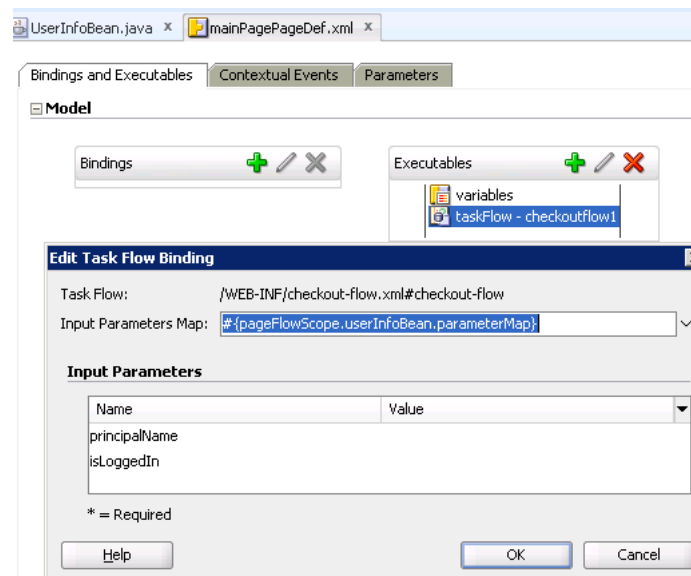 UserInfoBean.java x mainPagePageDef.xml x
Bindings and Executables Contextual Events Parameters
Model
Bindings Executables
variables
taskFlow - checkoutflow1
Edit Task Flow Binding
Task Flow: /WEB-INF/checkout-flow.xml#checkout-flow
Input Parameters Map: #{pageFlowScope.userInfoBean.parameterMap}
Input Parameters
Name Value
principalName
isLoggedIn
* = Required
Help OK Cancel